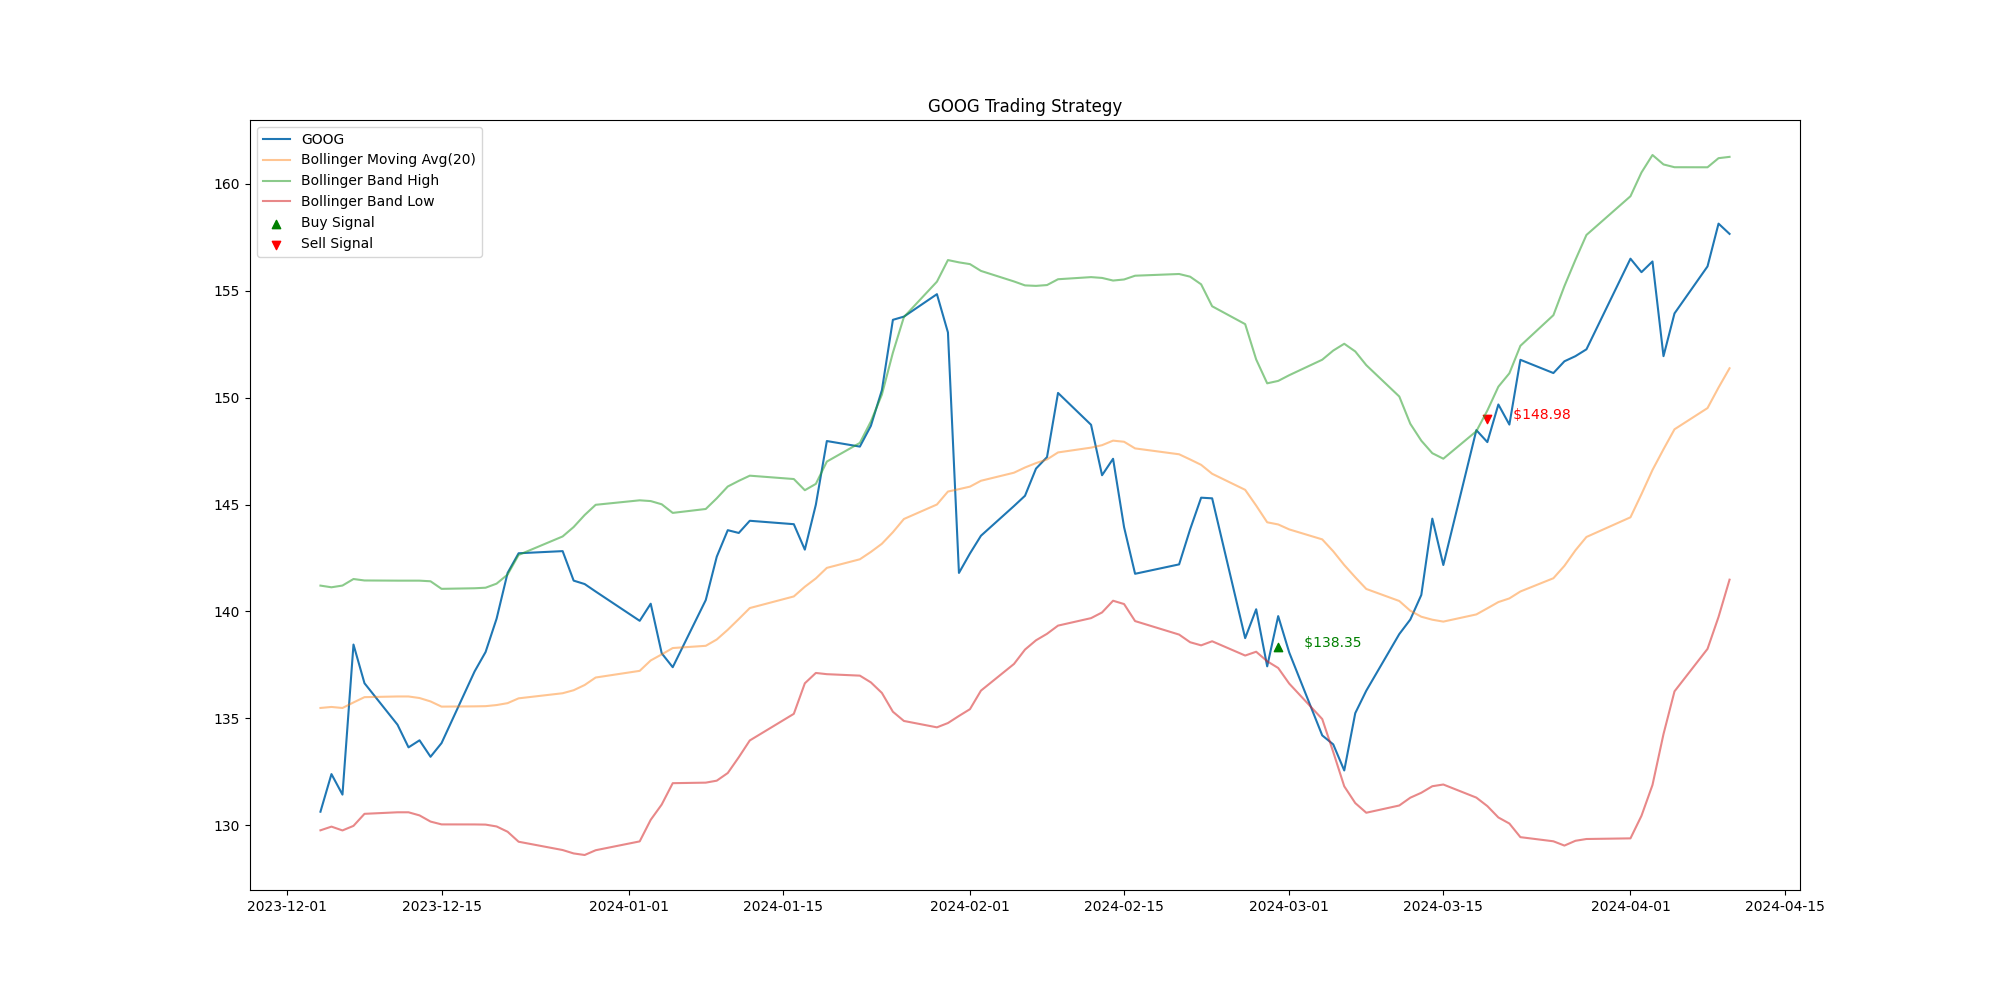 GOOG Trading Strategy
GOOG
Bollinger Moving Avg(20)
Bollinger Band High
Bollinger Band Low
Buy Signal
Sell Signal
160
155
150
145
140
135
130
$148.98
$138.35
2023-12-01
2023-12-15
2024-01-01
2024-01-15
2024-02-01
2024-02-15
2024-03-01
2024-03-15
2024-04-01
2024-04-15